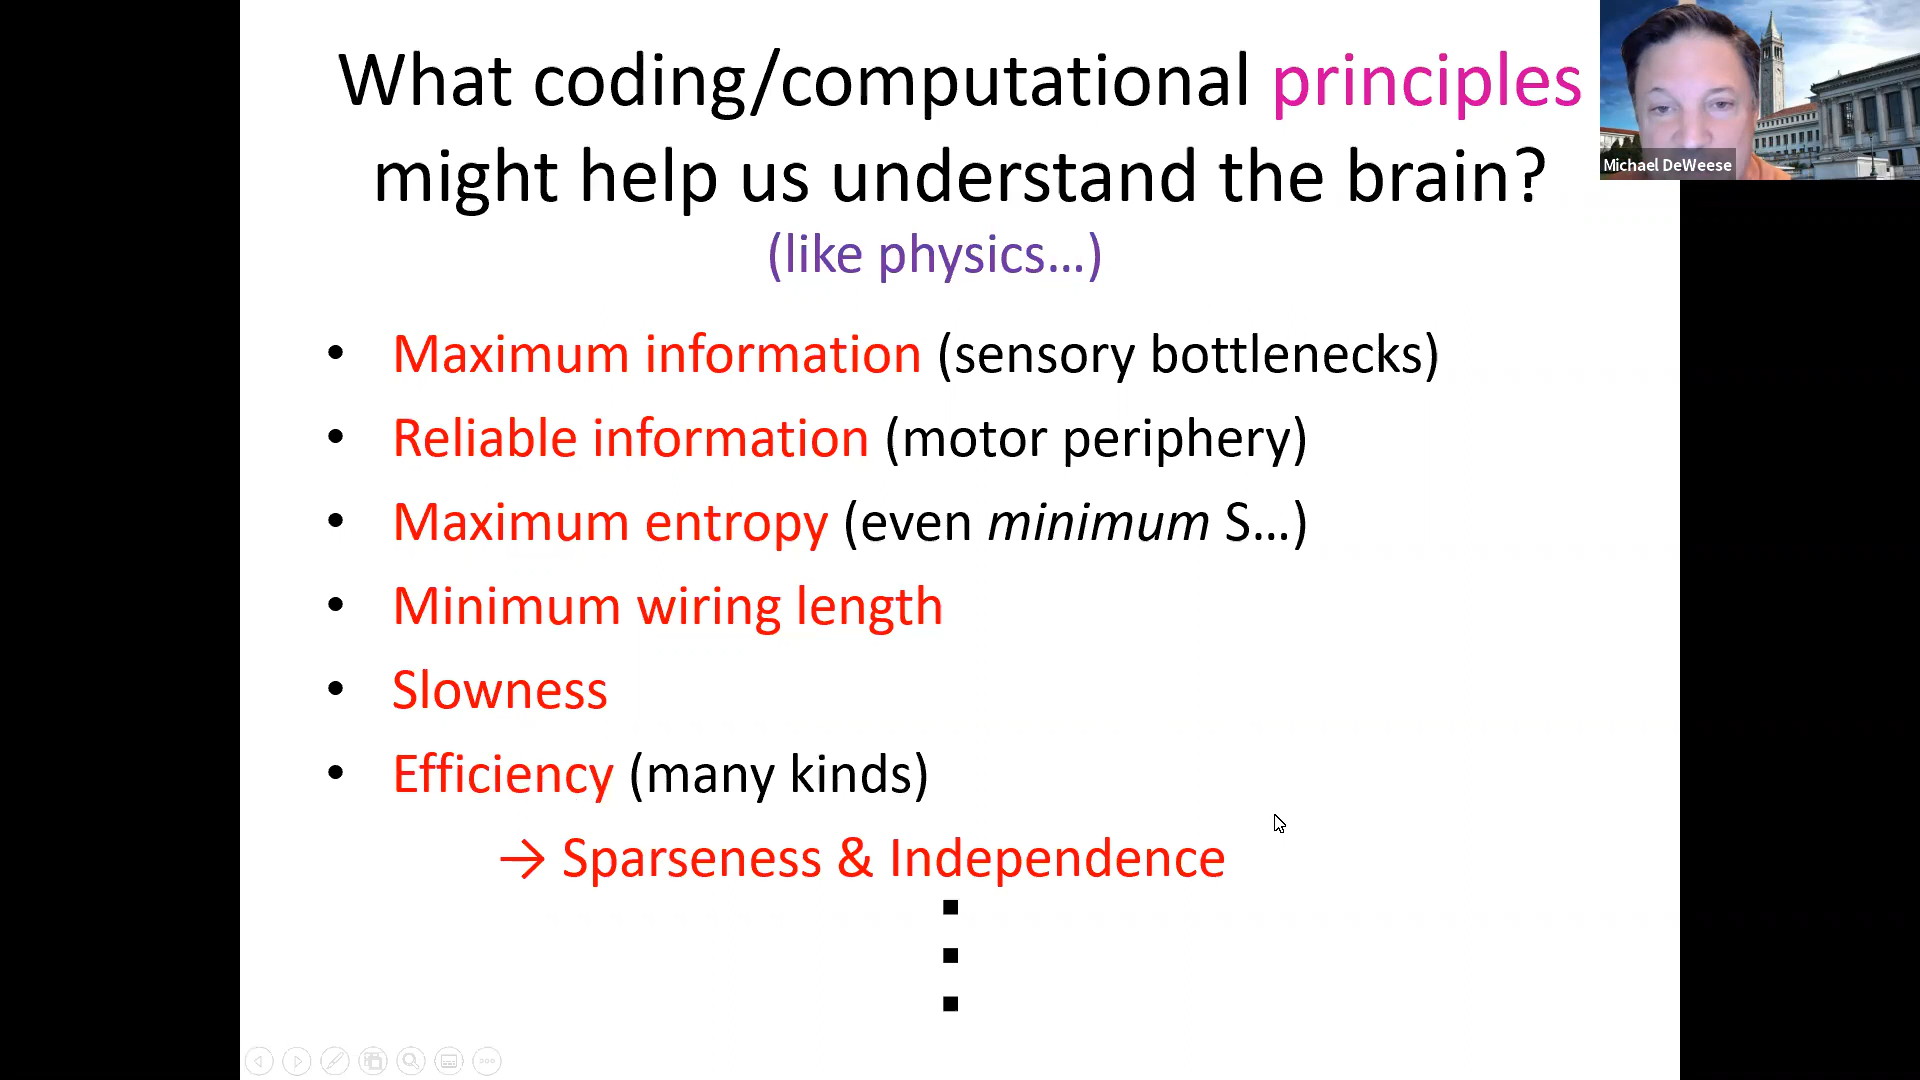 What coding/computational principles
might help us understand the brain?
(like physics…)
• Maximum information (sensory bottlenecks)
• Reliable information (motor periphery)
• Maximum entropy (even minimum S…)
• Minimum wiring length
• Slowness
• Efficiency (many kinds)
→ Sparseness & Independence
Michael DeWeese